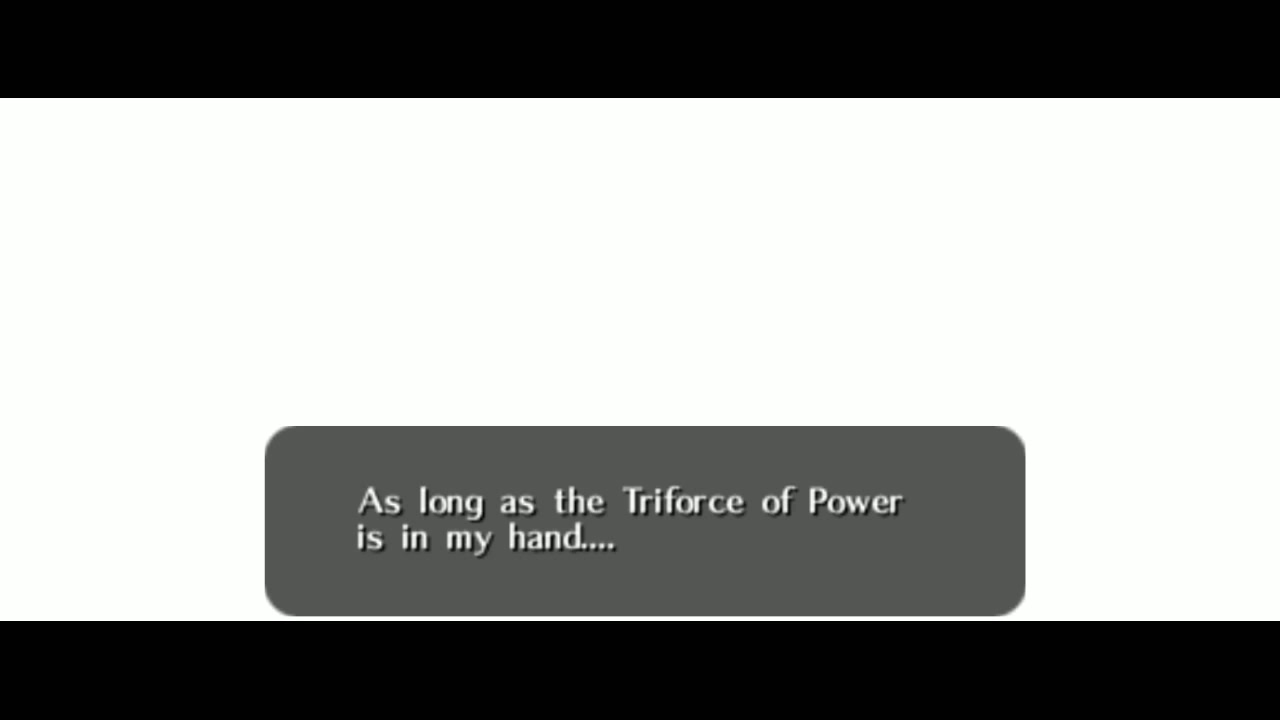 As long as the Triforce of Power
is in my hand....